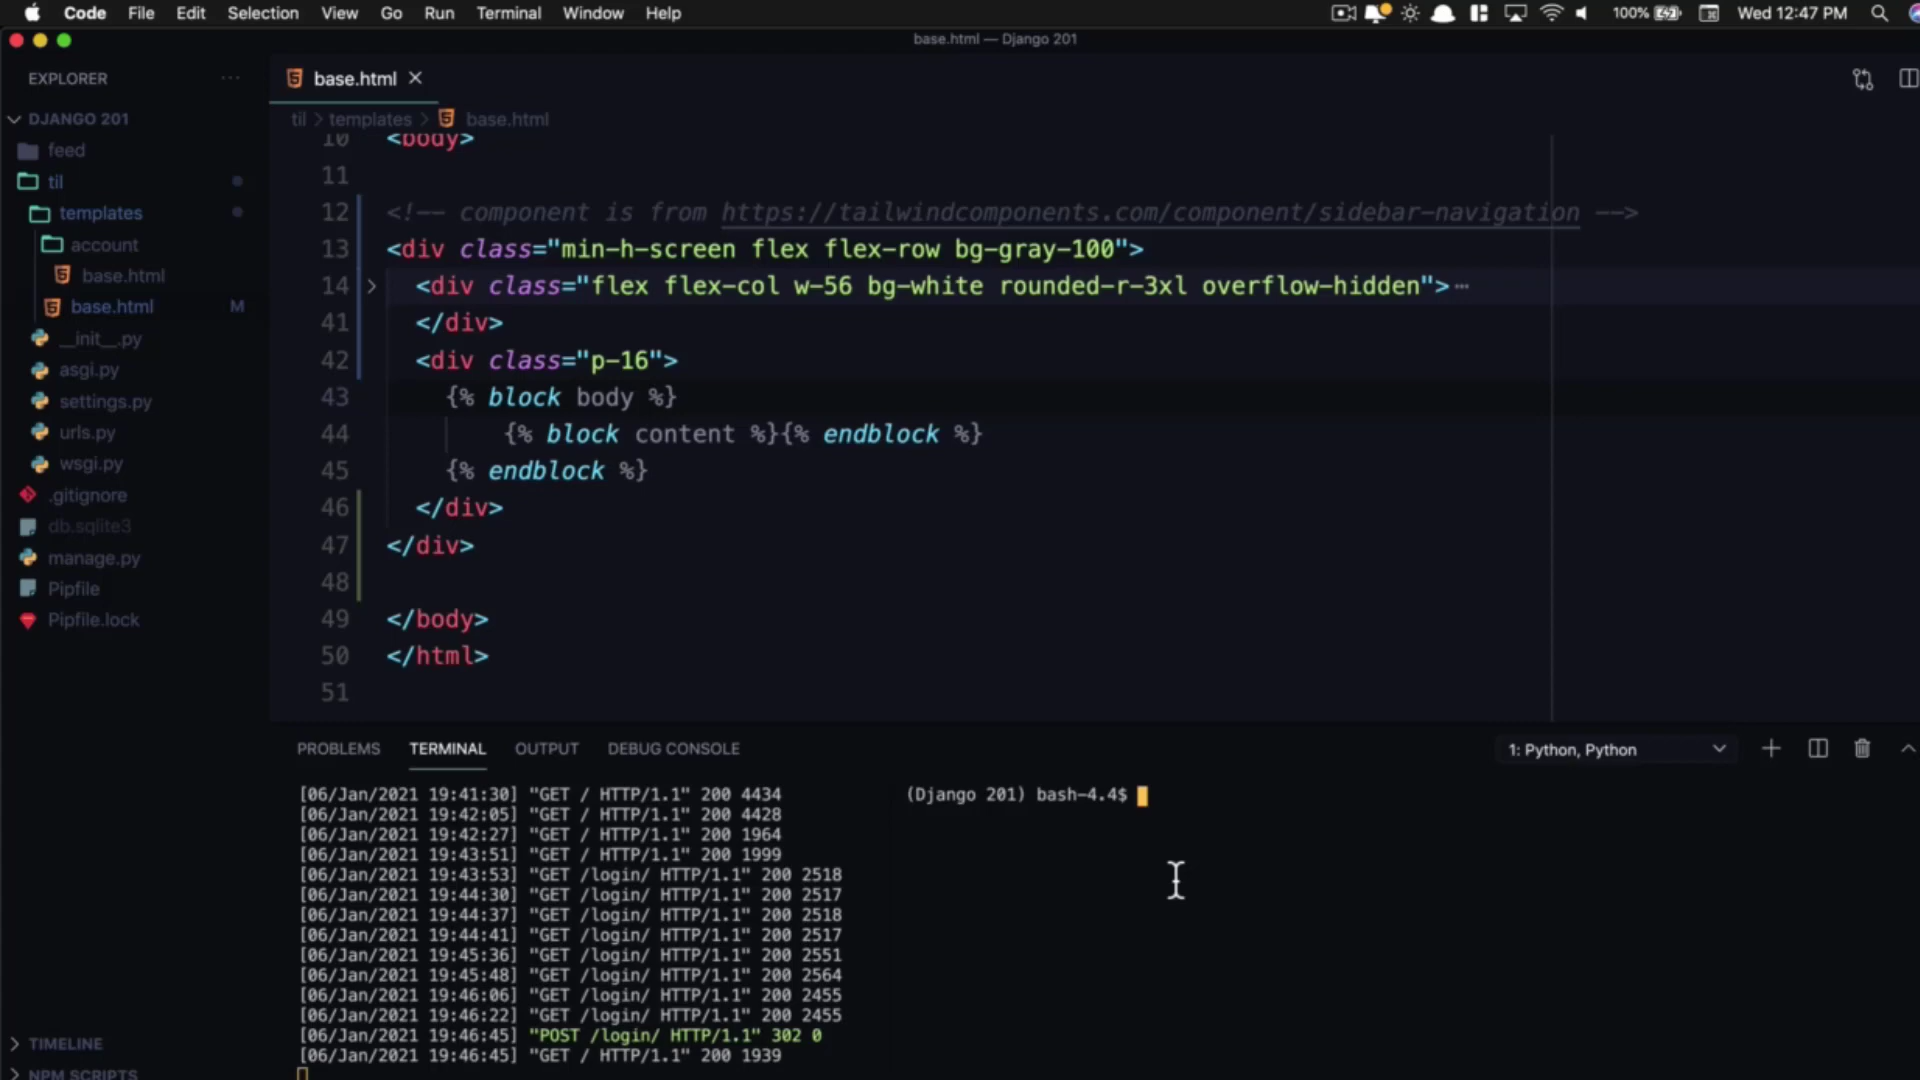 Code File Edit Selection View Go Run Terminal Window Help 100% Wed 12:47 PM
base.html — Django 201
EXPLORER
DJANGO 201
feed
til
templates
account
base.html
base.html M
__init__.py
asgi.py
settings.py
urls.py
wsgi.py
.gitignore
db.sqlite3
manage.py
Pipfile
Pipfile.lock
TIMELINE
NPM SCRIPTS
base.html
til > templates > base.html
10 <body>
11
12 <!-- component is from https://tailwindcomponents.com/component/sidebar-navigation -->
13 <div class="min-h-screen flex flex-row bg-gray-100">
14 <div class="flex flex-col w-56 bg-white rounded-r-3xl overflow-hidden">…
41 </div>
42 <div class="p-16">
43 {% block body %}
44 {% block content %}{% endblock %}
45 {% endblock %}
46 </div>
47 </div>
48
49 </body>
50 </html>
51
PROBLEMS TERMINAL OUTPUT DEBUG CONSOLE 1: Python, Python
[06/Jan/2021 19:41:30] "GET / HTTP/1.1" 200 4434
[06/Jan/2021 19:42:05] "GET / HTTP/1.1" 200 4428
[06/Jan/2021 19:42:27] "GET / HTTP/1.1" 200 1964
[06/Jan/2021 19:43:51] "GET / HTTP/1.1" 200 1999
[06/Jan/2021 19:43:53] "GET /login/ HTTP/1.1" 200 2518
[06/Jan/2021 19:44:30] "GET /login/ HTTP/1.1" 200 2517
[06/Jan/2021 19:44:37] "GET /login/ HTTP/1.1" 200 2518
[06/Jan/2021 19:44:41] "GET /login/ HTTP/1.1" 200 2517
[06/Jan/2021 19:45:36] "GET /login/ HTTP/1.1" 200 2551
[06/Jan/2021 19:45:48] "GET /login/ HTTP/1.1" 200 2564
[06/Jan/2021 19:46:06] "GET /login/ HTTP/1.1" 200 2455
[06/Jan/2021 19:46:22] "GET /login/ HTTP/1.1" 200 2455
[06/Jan/2021 19:46:45] "POST /login/ HTTP/1.1" 302 0
[06/Jan/2021 19:46:45] "GET / HTTP/1.1" 200 1939
(Django 201) bash-4.4$